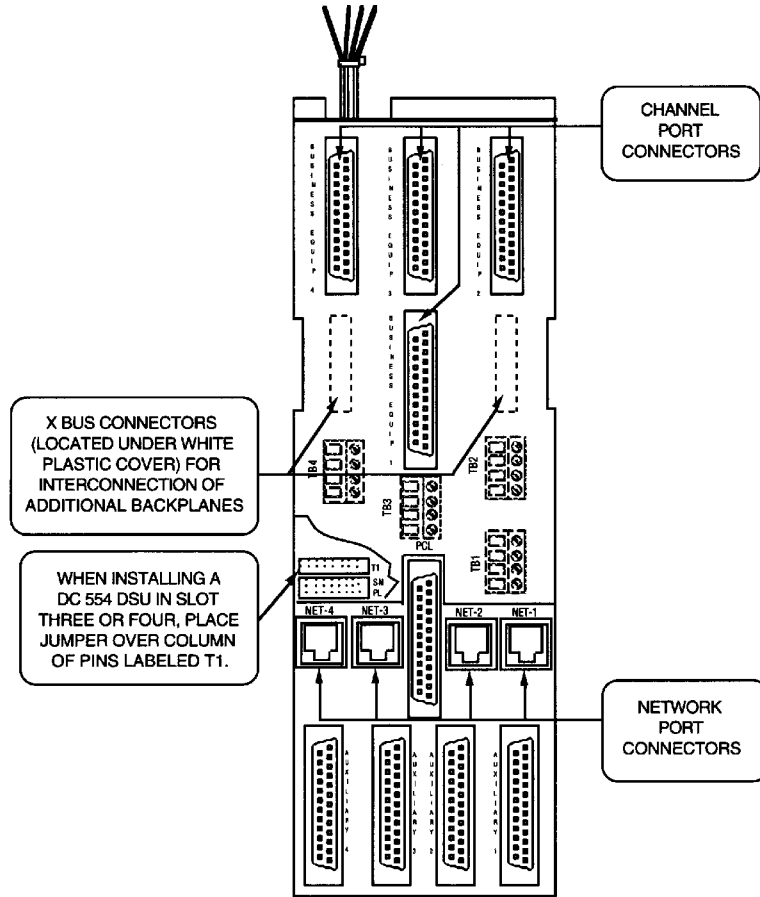 CHANNEL
PORT
CONNECTORS
BUSINESS EQUIP 4
BUSINESS EQUIP 3
BUSINESS EQUIP 2
BUSINESS EQUIP 1
X BUS CONNECTORS
(LOCATED UNDER WHITE
PLASTIC COVER) FOR
INTERCONNECTION OF
ADDITIONAL BACKPLANES
TB4
TB2
TB3
PCL
TB1
WHEN INSTALLING A
DC 554 DSU IN SLOT
THREE OR FOUR, PLACE
JUMPER OVER COLUMN
OF PINS LABELED T1.
T1
SN
PL
NET-4
NET-3
NET-2
NET-1
NETWORK
PORT
CONNECTORS
AUXILIARY 4
AUXILIARY 3
AUXILIARY 2
AUXILIARY 1